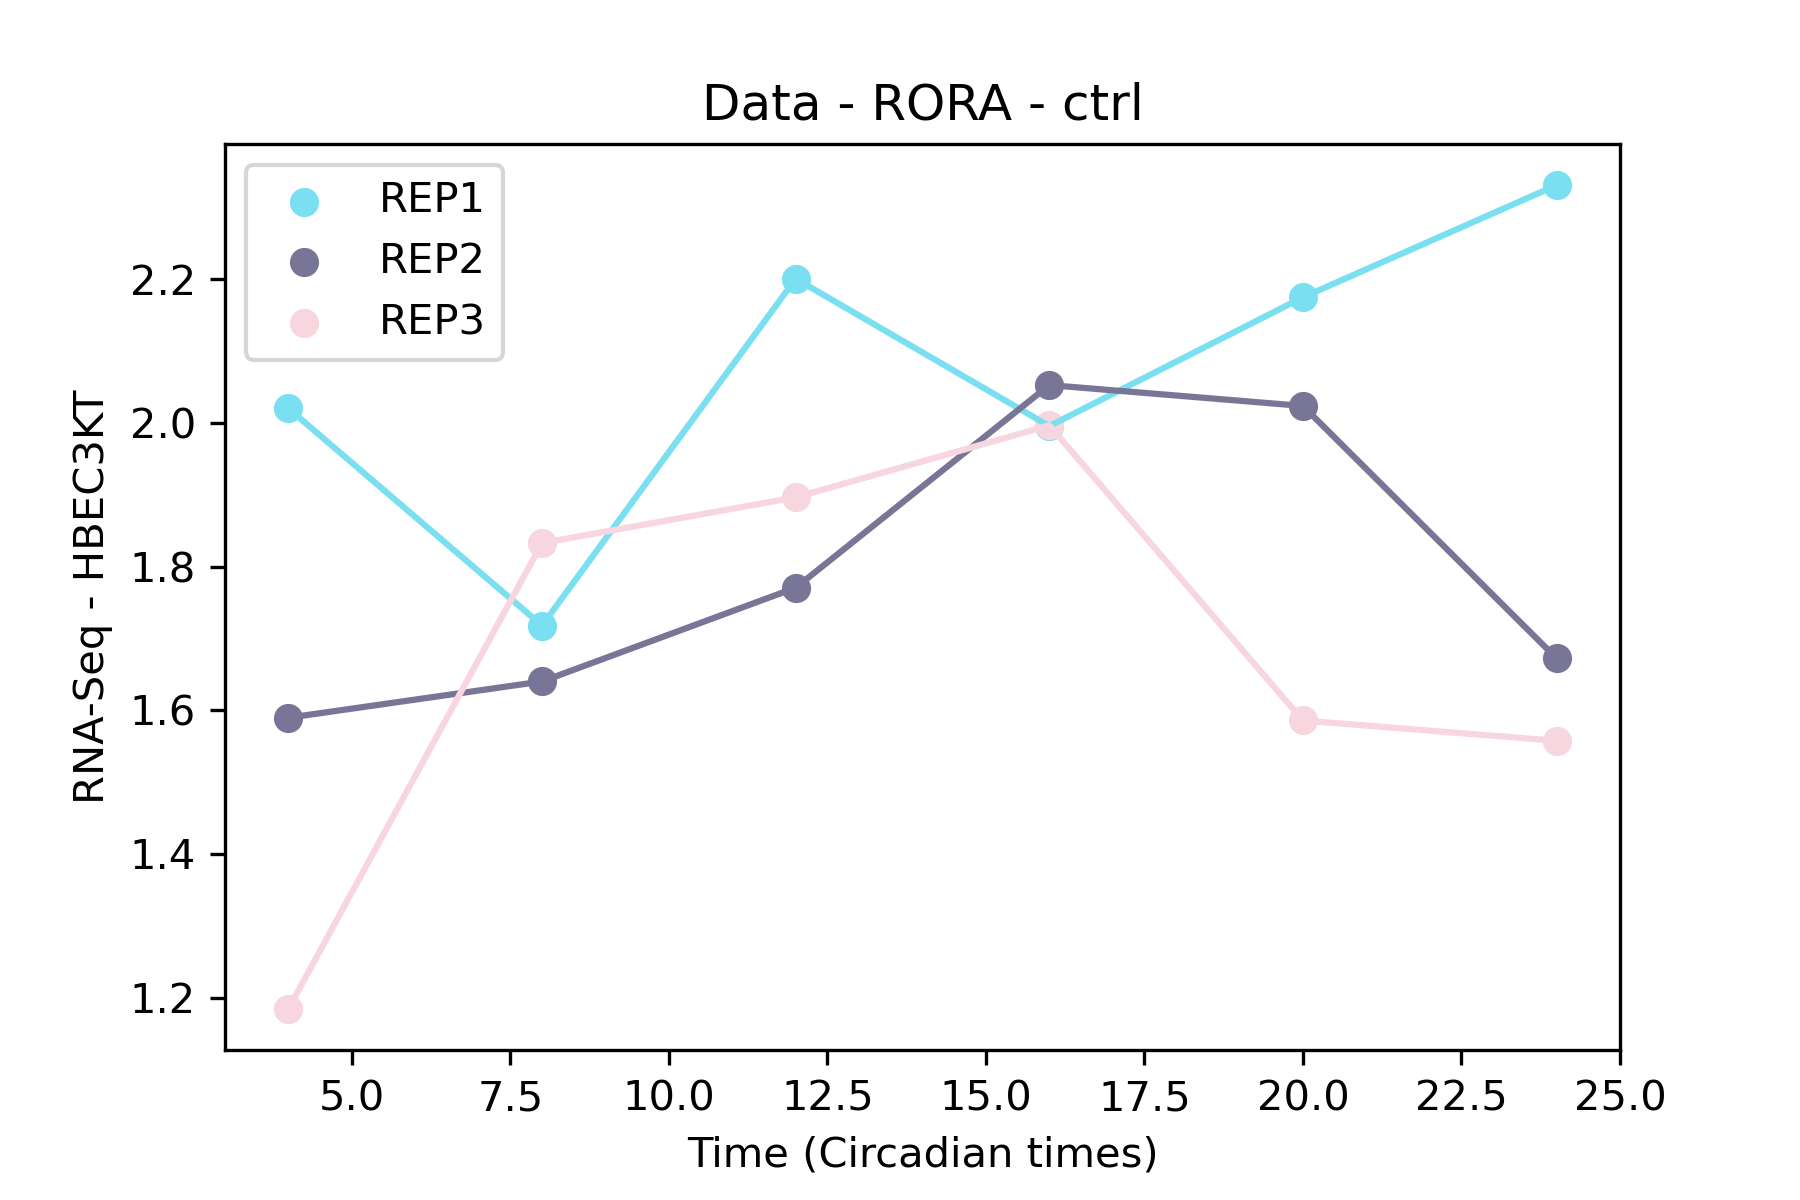 Data - RORA - ctrl
REP1
REP2
REP3
RNA-Seq - HBEC3KT
2.2
2.0
1.8
1.6
1.4
1.2
5.0 7.5 10.0 12.5 15.0 17.5 20.0 22.5 25.0
Time (Circadian times)